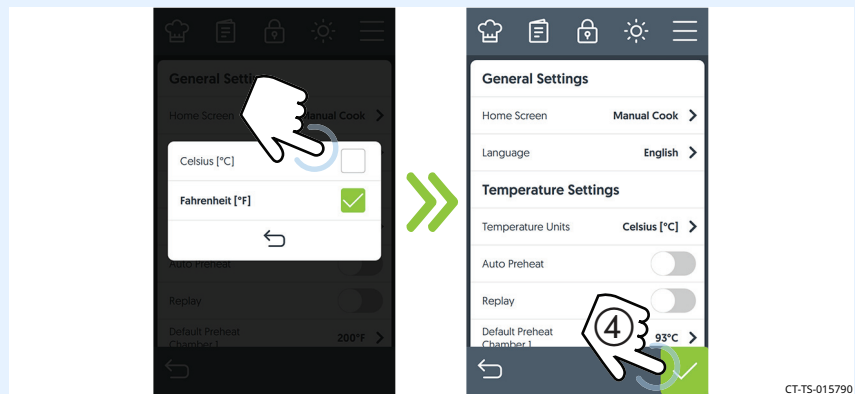 General Setti
Home Screen Manual Cook
Celsius [°C]
Fahrenheit [°F]
Auto Preheat
Replay
Default Preheat
Chamber 1 200°F
General Settings
Home Screen Manual Cook
Language English
Temperature Settings
Temperature Units Celsius [°C]
Auto Preheat
Replay
Default Preheat
Chamber 1 93°C
4
CT-TS-015790